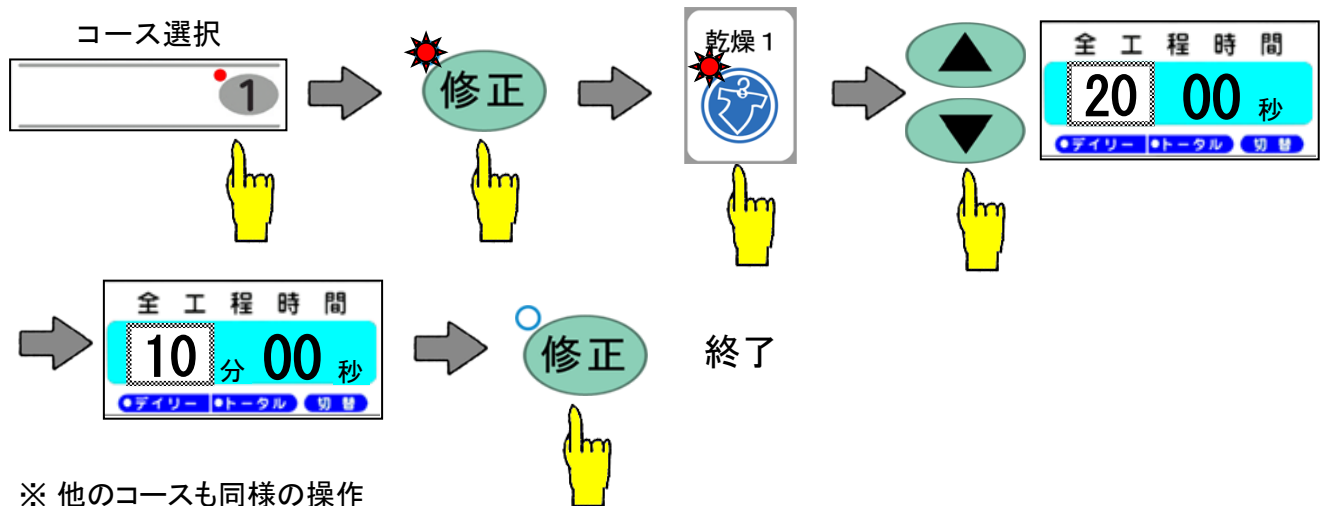 コース選択
1
修正
乾燥1
全工程時間
20 00 秒
デイリー トータル 切替
全工程時間
10 分 00 秒
デイリー トータル 切替
修正
終了
※ 他のコースも同様の操作